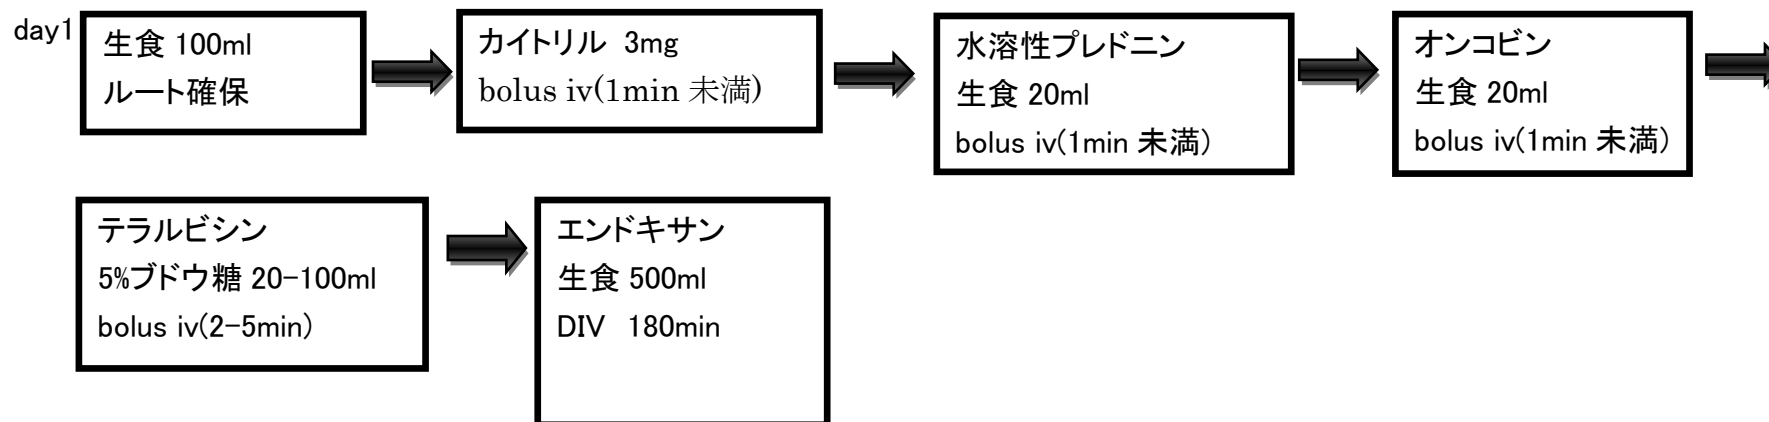 day1
生食 100ml
ルート確保
カイトリル 3mg
bolus iv(1min 未満)
水溶性プレドニン
生食 20ml
bolus iv(1min 未満)
オンコビン
生食 20ml
bolus iv(1min 未満)
テラルビシン
5%ブドウ糖 20-100ml
bolus iv(2-5min)
エンドキサン
生食 500ml
DIV 180min